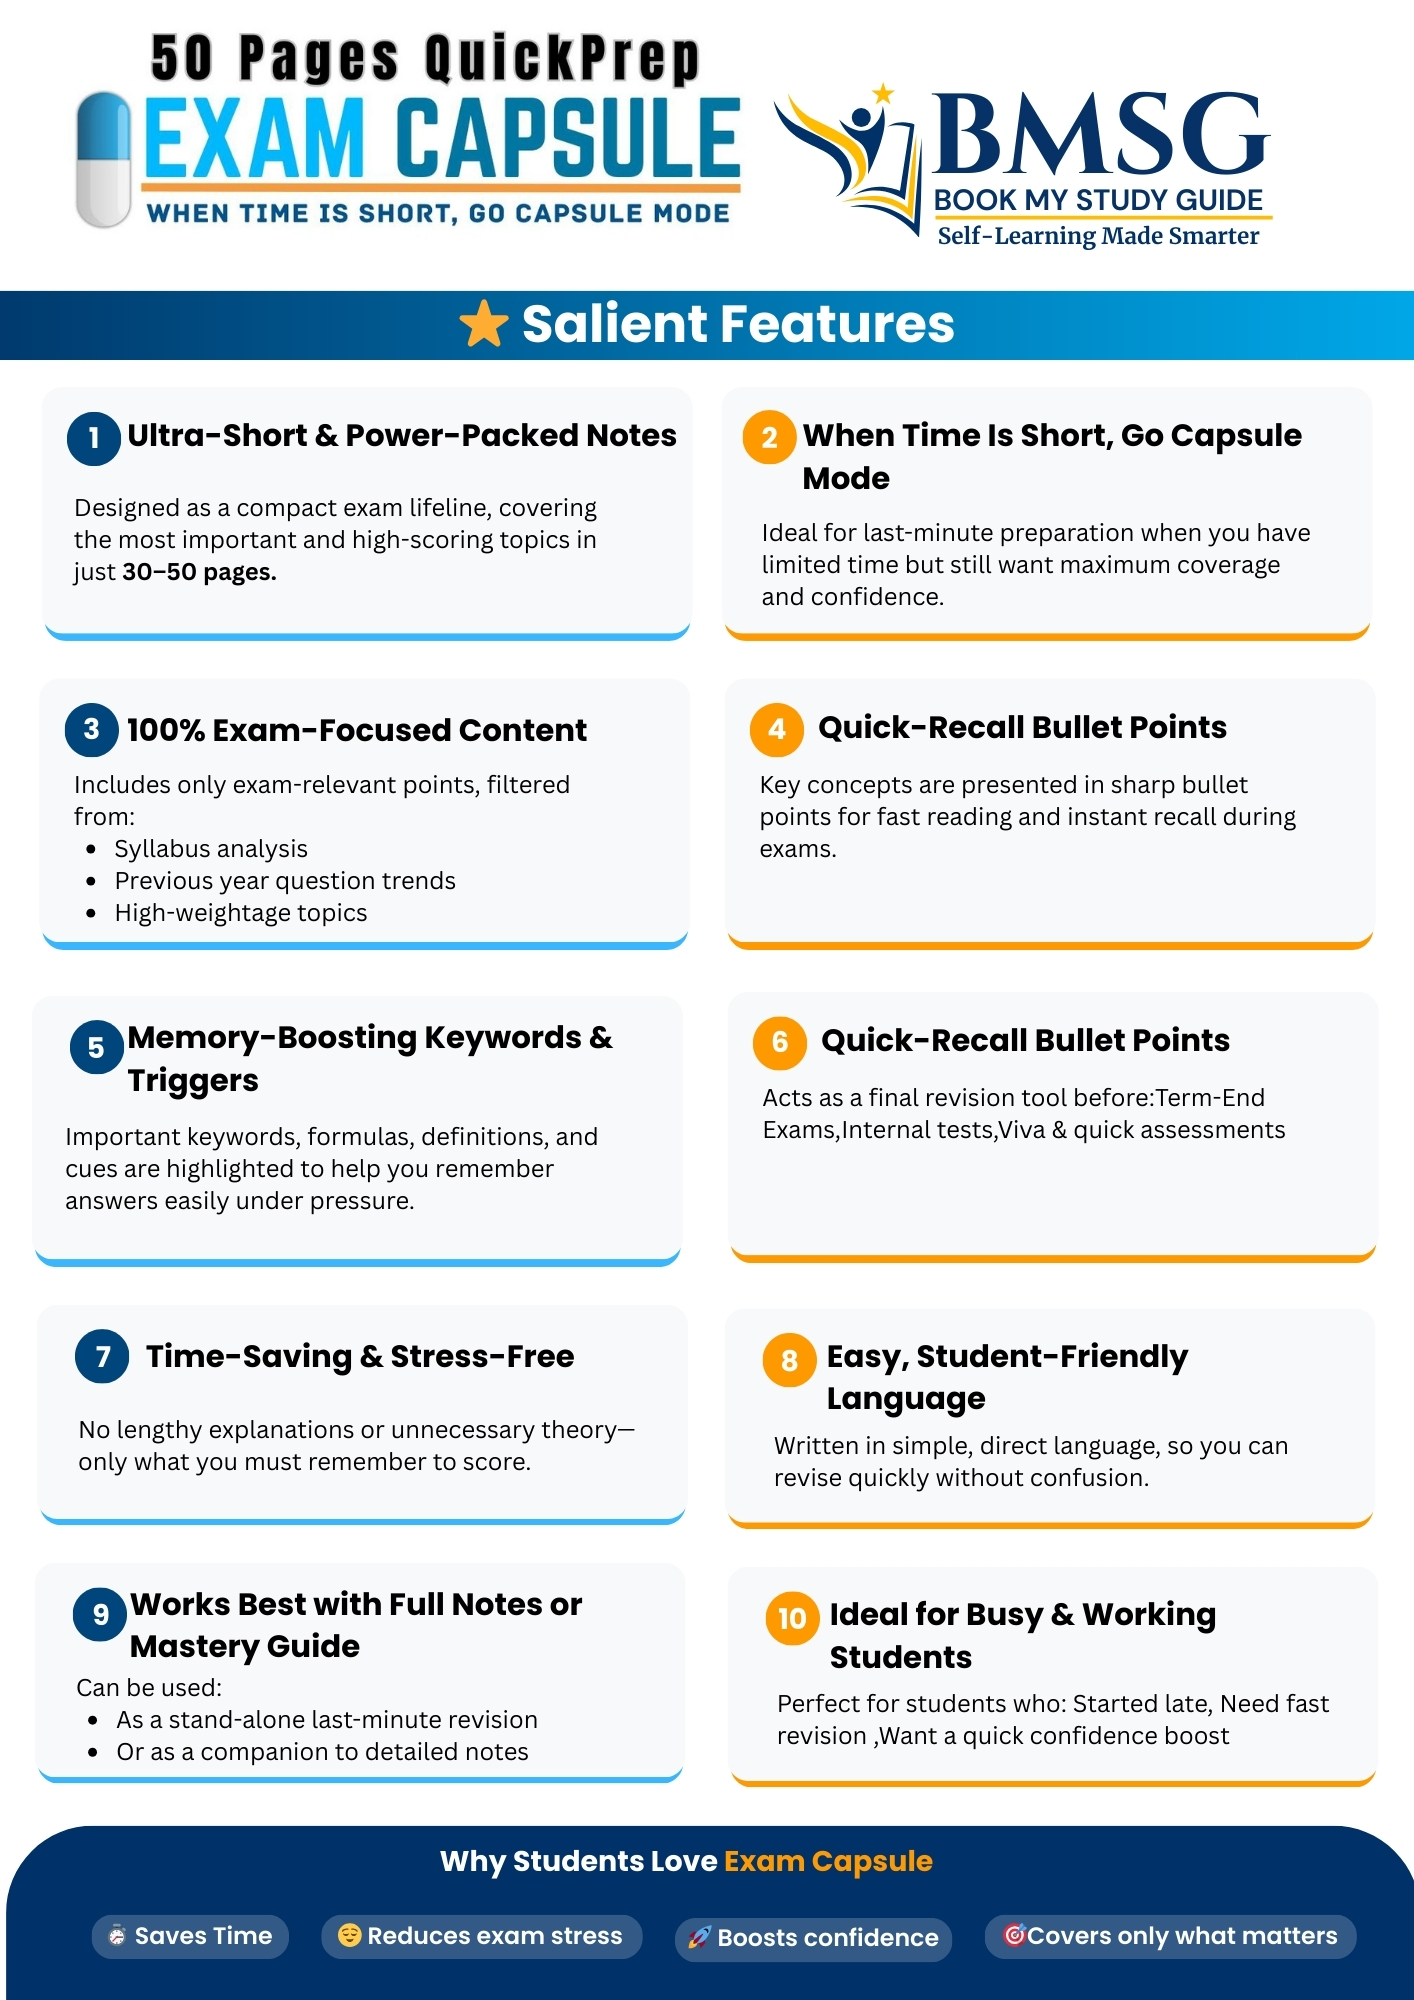 50 Pages QuickPrep
EXAM CAPSULE
WHEN TIME IS SHORT, GO CAPSULE MODE
BMSG
BOOK MY STUDY GUIDE
Self-Learning Made Smarter
⭐ Salient Features
1 Ultra-Short & Power-Packed Notes
Designed as a compact exam lifeline, covering
the most important and high-scoring topics in
just 30–50 pages.
2 When Time Is Short, Go Capsule
Mode
Ideal for last-minute preparation when you have
limited time but still want maximum coverage
and confidence.
3 100% Exam-Focused Content
Includes only exam-relevant points, filtered
from:
• Syllabus analysis
• Previous year question trends
• High-weightage topics
4 Quick-Recall Bullet Points
Key concepts are presented in sharp bullet
points for fast reading and instant recall during
exams.
5 Memory-Boosting Keywords &
Triggers
Important keywords, formulas, definitions, and
cues are highlighted to help you remember
answers easily under pressure.
6 Quick-Recall Bullet Points
Acts as a final revision tool before:Term-End
Exams,Internal tests,Viva & quick assessments
7 Time-Saving & Stress-Free
No lengthy explanations or unnecessary theory—
only what you must remember to score.
8 Easy, Student-Friendly
Language
Written in simple, direct language, so you can
revise quickly without confusion.
9 Works Best with Full Notes or
Mastery Guide
Can be used:
• As a stand-alone last-minute revision
• Or as a companion to detailed notes
10 Ideal for Busy & Working
Students
Perfect for students who: Started late, Need fast
revision ,Want a quick confidence boost
Why Students Love Exam Capsule
⏱ Saves Time
😌 Reduces exam stress
🚀 Boosts confidence
🎯Covers only what matters